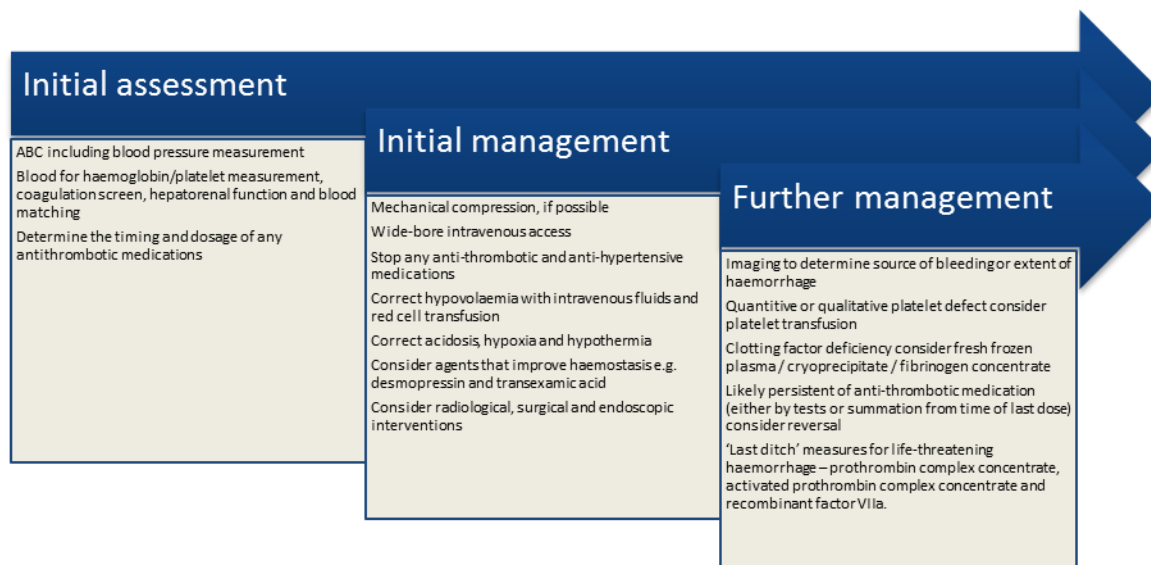 Initial assessment
ABC including blood pressure measurement
Blood for haemoglobin/platelet measurement,
coagulation screen, hepatorenal function and blood
matching
Determine the timing and dosage of any
antithrombotic medications
Initial management
Mechanical compression, if possible
Wide-bore intravenous access
Stop any anti-thrombotic and anti-hypertensive
medications
Correct hypovolaemia with intravenous fluids and
red cell transfusion
Correct acidosis, hypoxia and hypothermia
Consider agents that improve haemostasis e.g.
desmopressin and transexamic acid
Consider radiological, surgical and endoscopic
interventions
Further management
Imaging to determine source of bleeding or extent of
haemorrhage
Quantitive or qualitative platelet defect consider
platelet transfusion
Clotting factor deficiency consider fresh frozen
plasma / cryoprecipitate / fibrinogen concentrate
Likely persistent of anti-thrombotic medication
(either by tests or summation from time of last dose)
consider reversal
‘Last ditch’ measures for life-threatening
haemorrhage – prothrombin complex concentrate,
activated prothrombin complex concentrate and
recombinant factor VIIa.